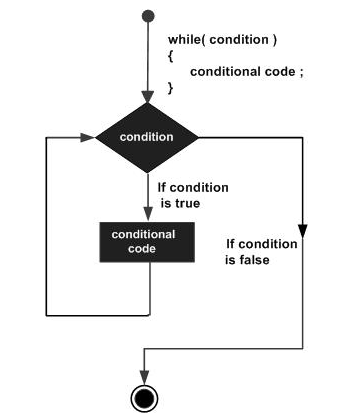 while( condition )
{
conditional code ;
}
condition
If condition
is true
conditional
code
If condition
is false